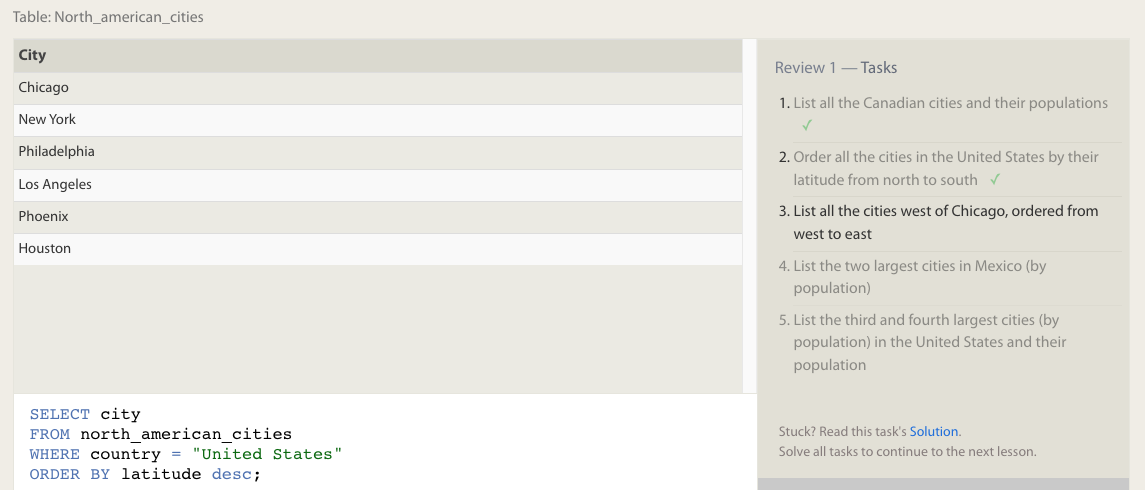 Table: North_american_cities
City
Chicago
New York
Philadelphia
Los Angeles
Phoenix
Houston
SELECT city
FROM north_american_cities
WHERE country = "United States"
ORDER BY latitude desc;
Review 1 — Tasks
1. List all the Canadian cities and their populations
✓
2. Order all the cities in the United States by their
latitude from north to south ✓
3. List all the cities west of Chicago, ordered from
west to east
4. List the two largest cities in Mexico (by
population)
5. List the third and fourth largest cities (by
population) in the United States and their
population
Stuck? Read this task's Solution.
Solve all tasks to continue to the next lesson.